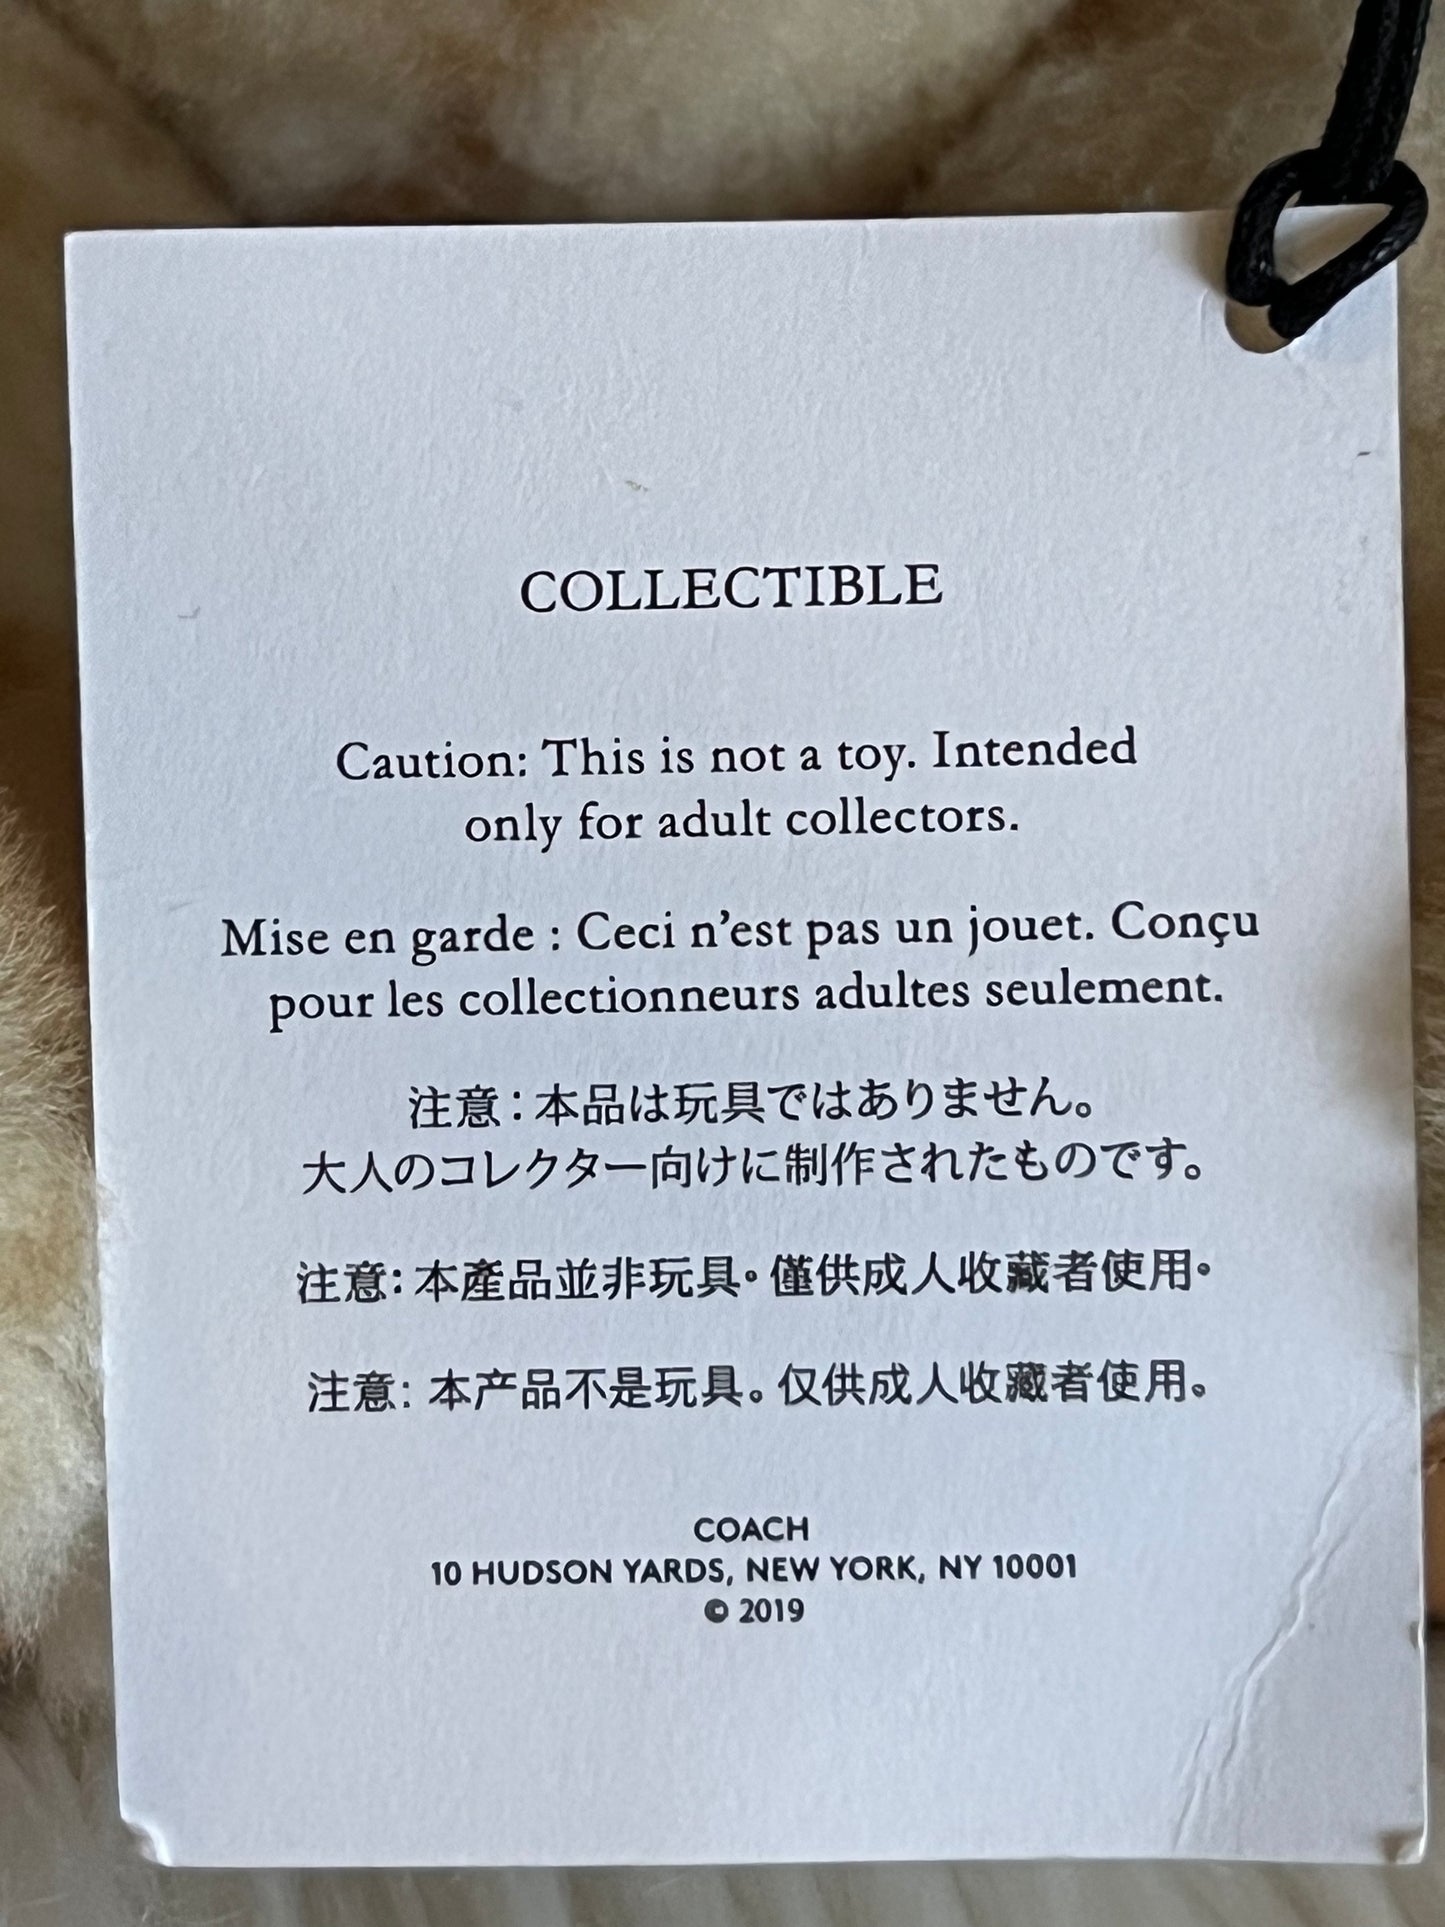 COLLECTIBLE
Caution: This is not a toy. Intended
only for adult collectors.
Mise en garde : Ceci n’est pas un jouet. Conçu
pour les collectionneurs adultes seulement.
注意：本品は玩具ではありません。
大人のコレクター向けに制作されたものです。
注意：本產品並非玩具。僅供成人收藏者使用。
注意：本产品不是玩具。仅供成人收藏者使用。
COACH
10 HUDSON YARDS, NEW YORK, NY 10001
© 2019